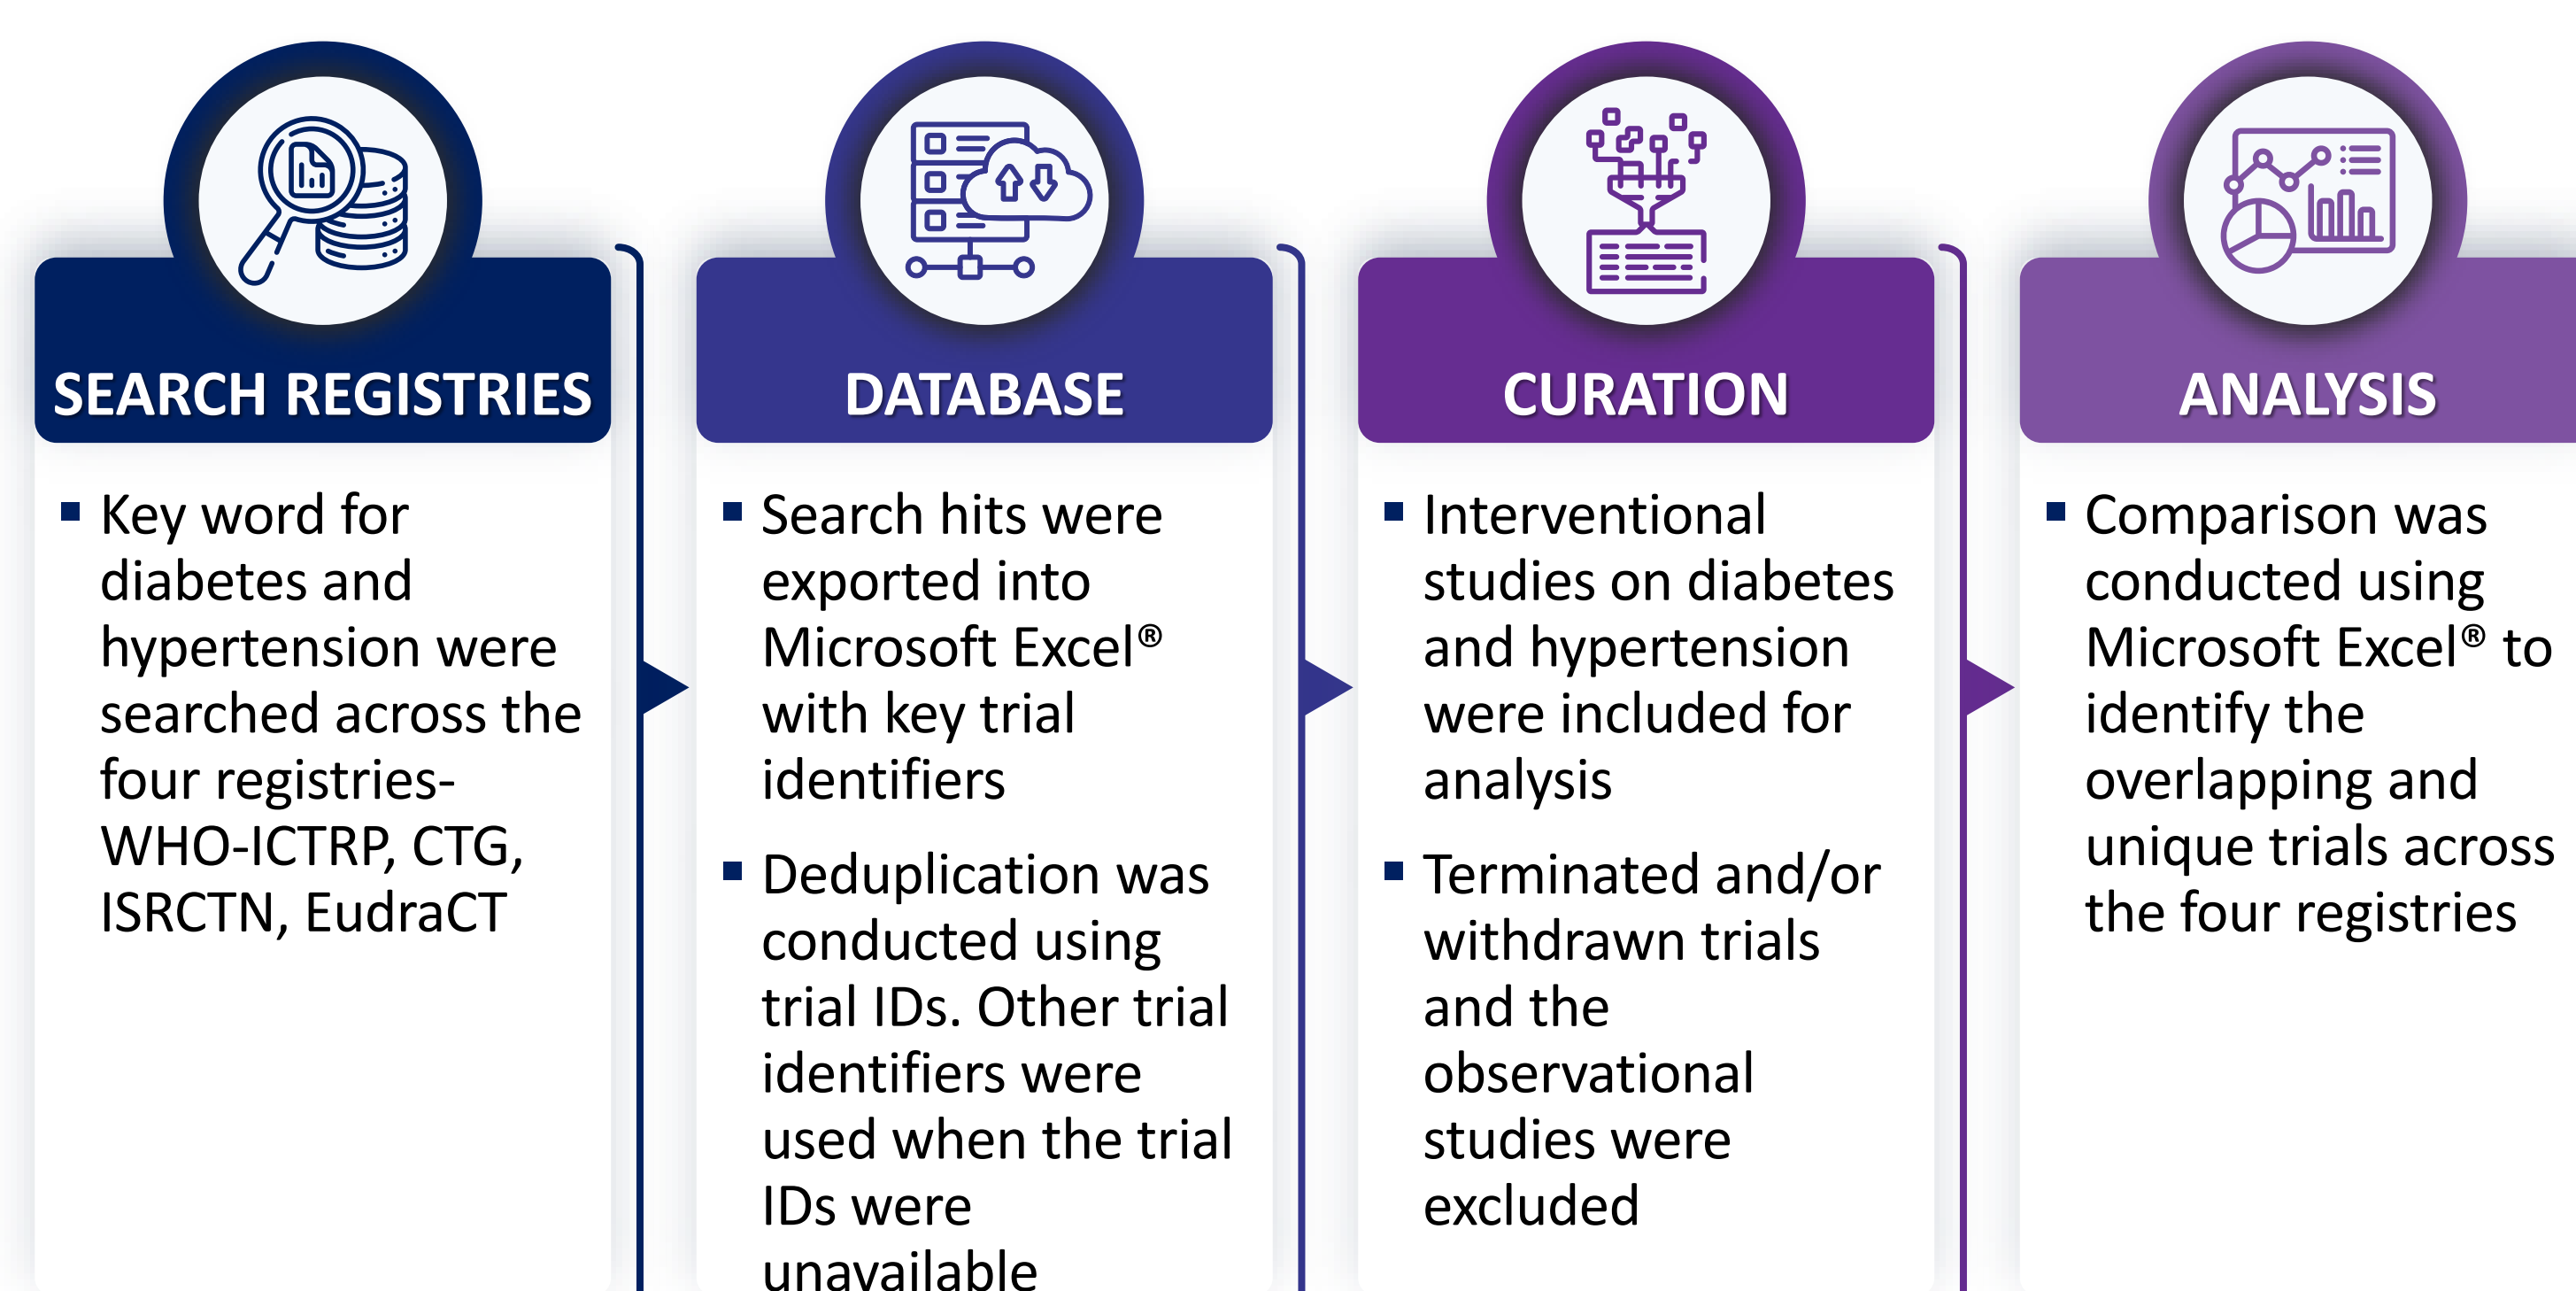 SEARCH REGISTRIES
▪ Key word for
diabetes and
hypertension were
searched across the
four registries-
WHO-ICTRP, CTG,
ISRCTN, EudraCT
DATABASE
▪ Search hits were
exported into
Microsoft Excel®
with key trial
identifiers
▪ Deduplication was
conducted using
trial IDs. Other trial
identifiers were
used when the trial
IDs were
unavailable
CURATION
▪ Interventional
studies on diabetes
and hypertension
were included for
analysis
▪ Terminated and/or
withdrawn trials
and the
observational
studies were
excluded
ANALYSIS
▪ Comparison was
conducted using
Microsoft Excel® to
identify the
overlapping and
unique trials across
the four registries